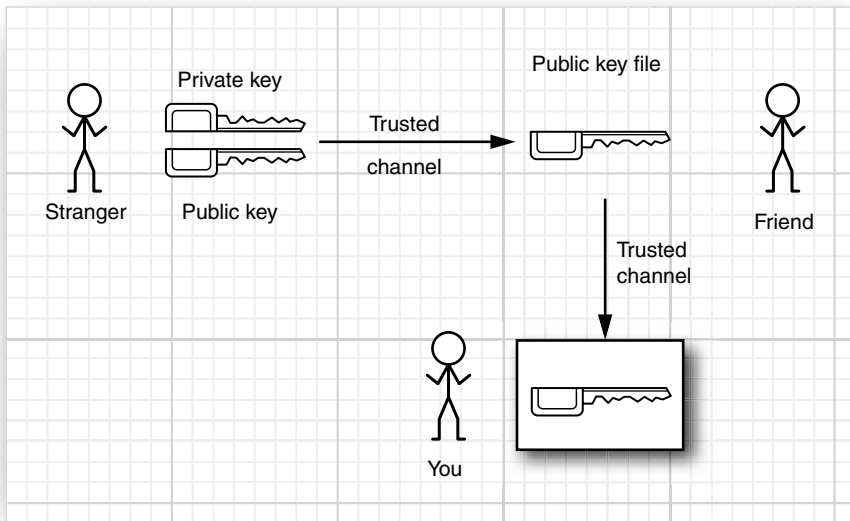 Private key
Public key file
Trusted
channel
Stranger
Public key
Friend
Trusted
channel
You